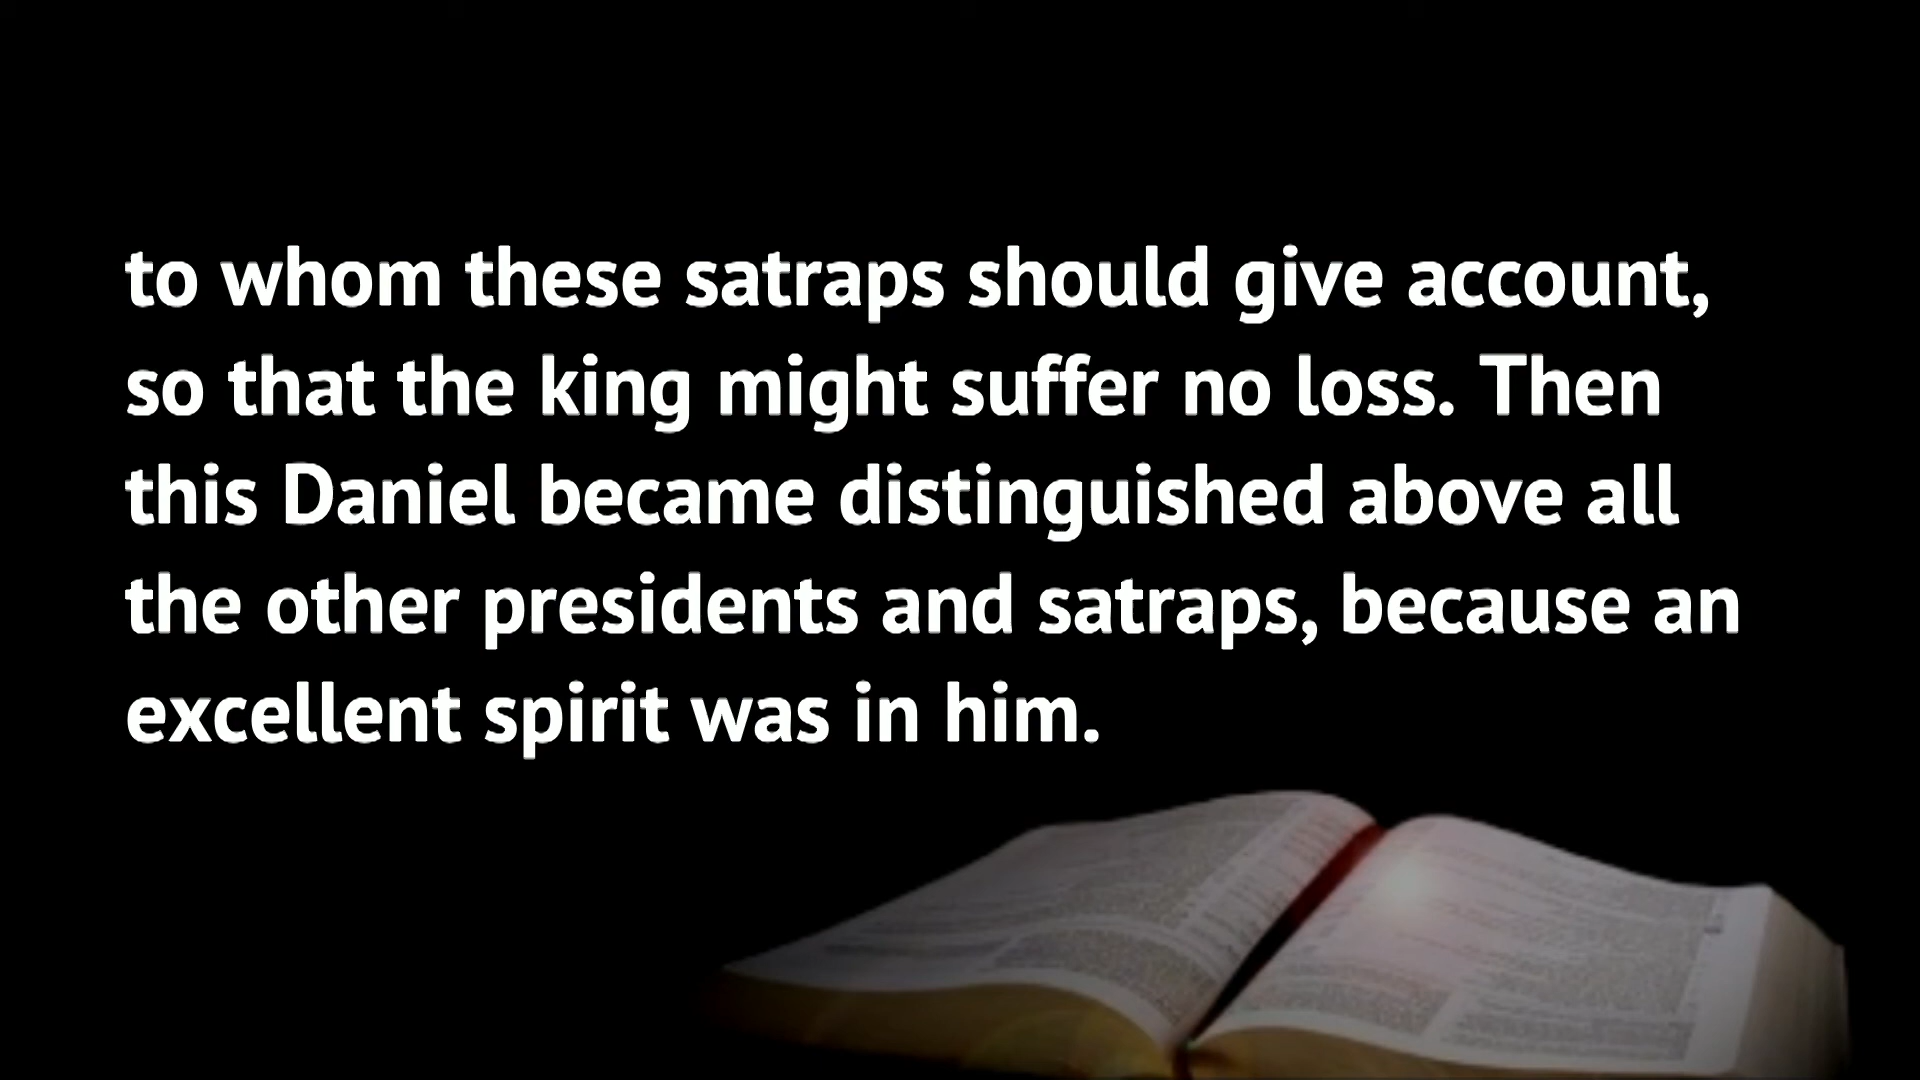 to whom these satraps should give account,
so that the king might suffer no loss. Then
this Daniel became distinguished above all
the other presidents and satraps, because an
excellent spirit was in him.